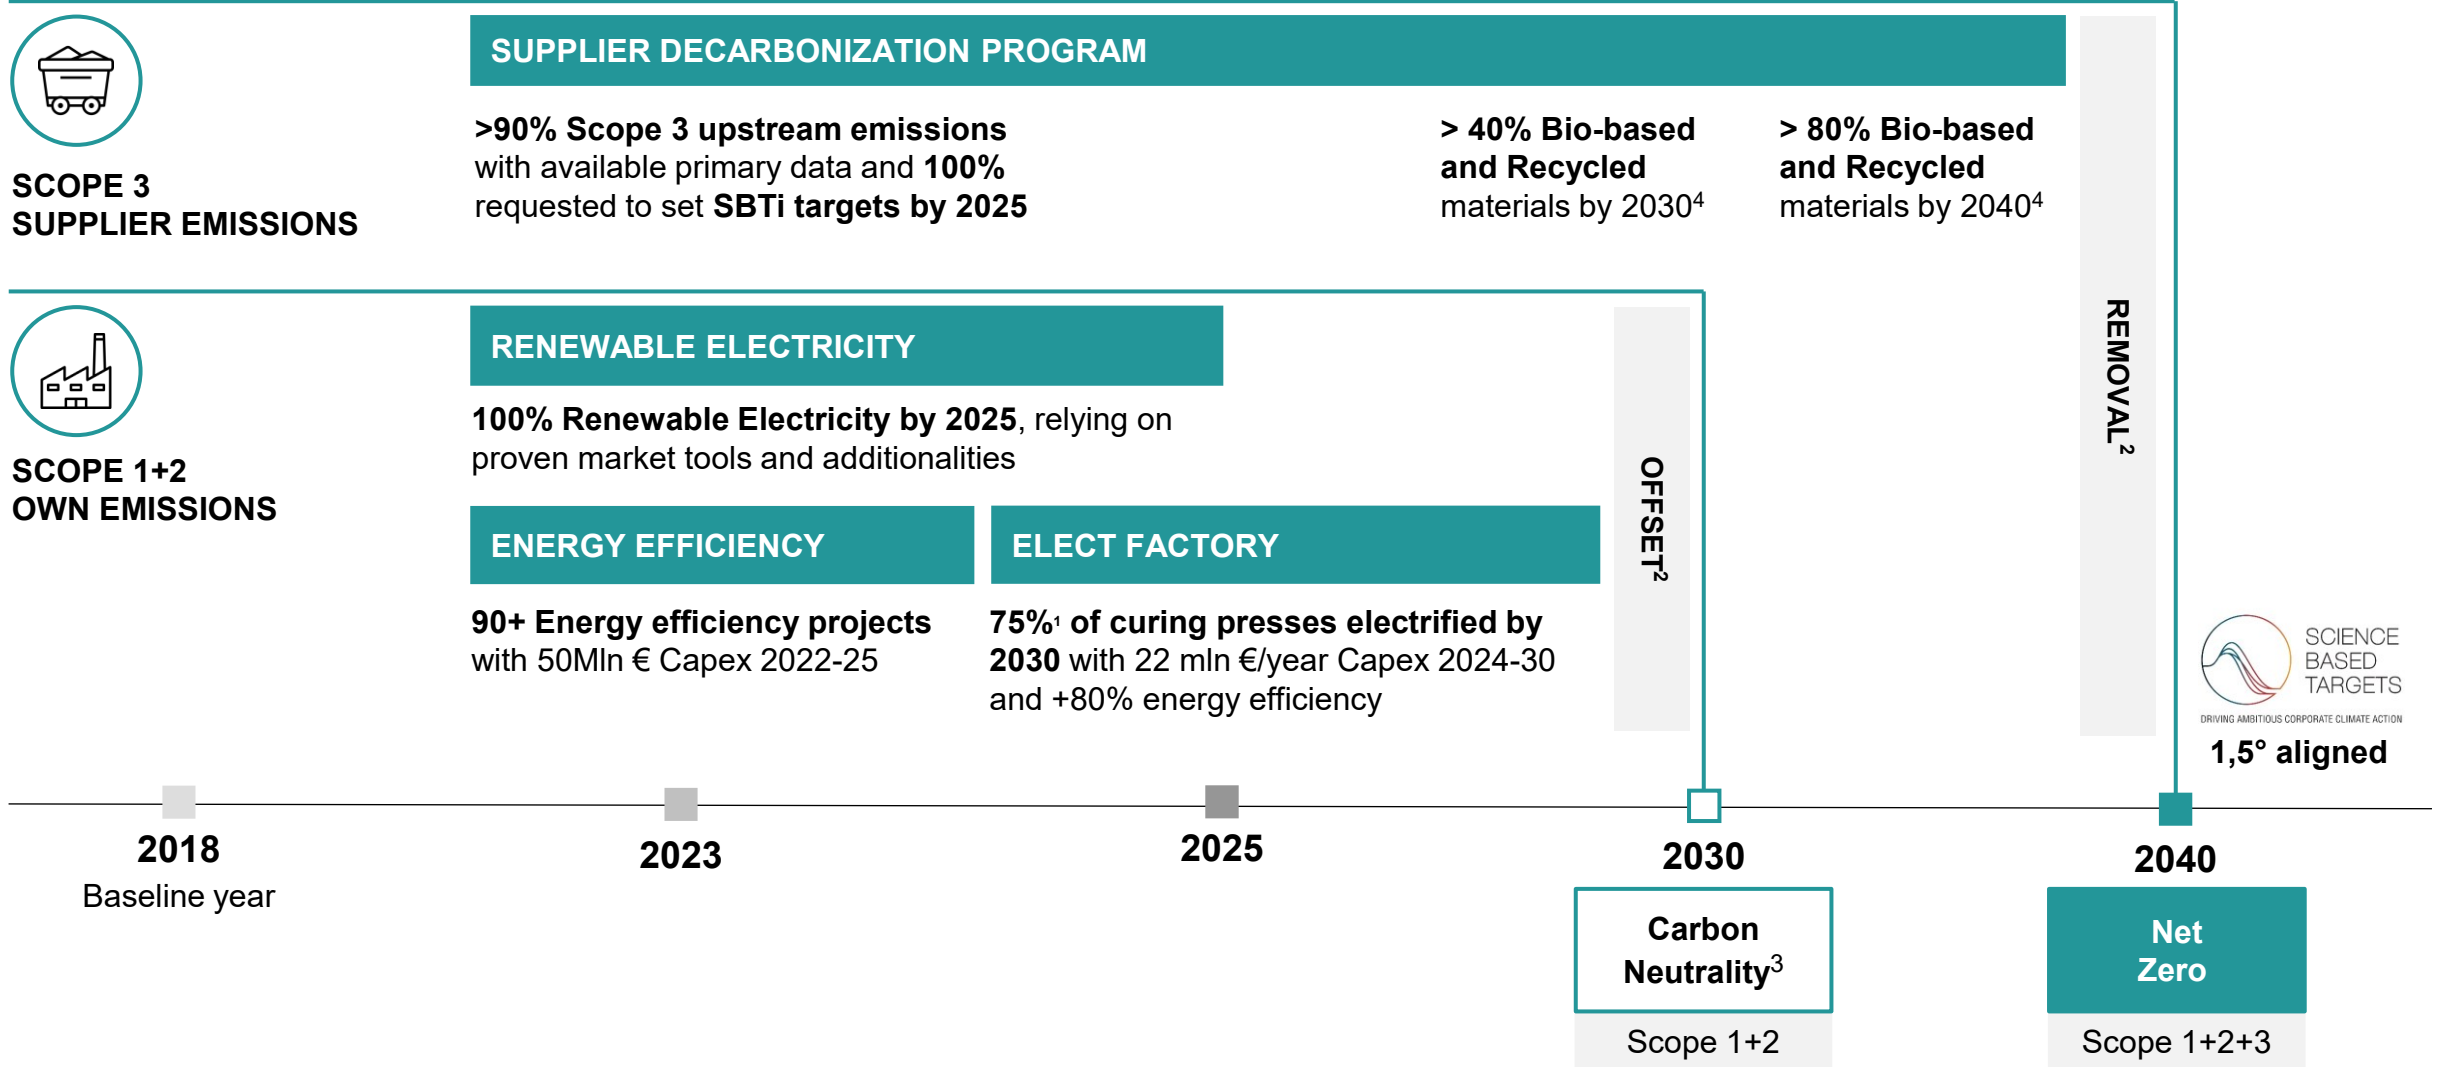 SUPPLIER DECARBONIZATION PROGRAM
SCOPE 3
SUPPLIER EMISSIONS
>90% Scope 3 upstream emissions
with available primary data and 100%
requested to set SBTi targets by 2025
> 40% Bio-based
and Recycled
materials by 2030⁴
> 80% Bio-based
and Recycled
materials by 2040⁴
REMOVAL²
SCOPE 1+2
OWN EMISSIONS
RENEWABLE ELECTRICITY
100% Renewable Electricity by 2025, relying on
proven market tools and additionalities
ENERGY EFFICIENCY
90+ Energy efficiency projects
with 50Mln € Capex 2022-25
ELECT FACTORY
75%¹ of curing presses electrified by
2030 with 22 mln €/year Capex 2024-30
and +80% energy efficiency
OFFSET²
SCIENCE
BASED
TARGETS
DRIVING AMBITIOUS CORPORATE CLIMATE ACTION
1,5° aligned
2018
Baseline year
2023
2025
2030
Carbon
Neutrality³
Scope 1+2
2040
Net
Zero
Scope 1+2+3